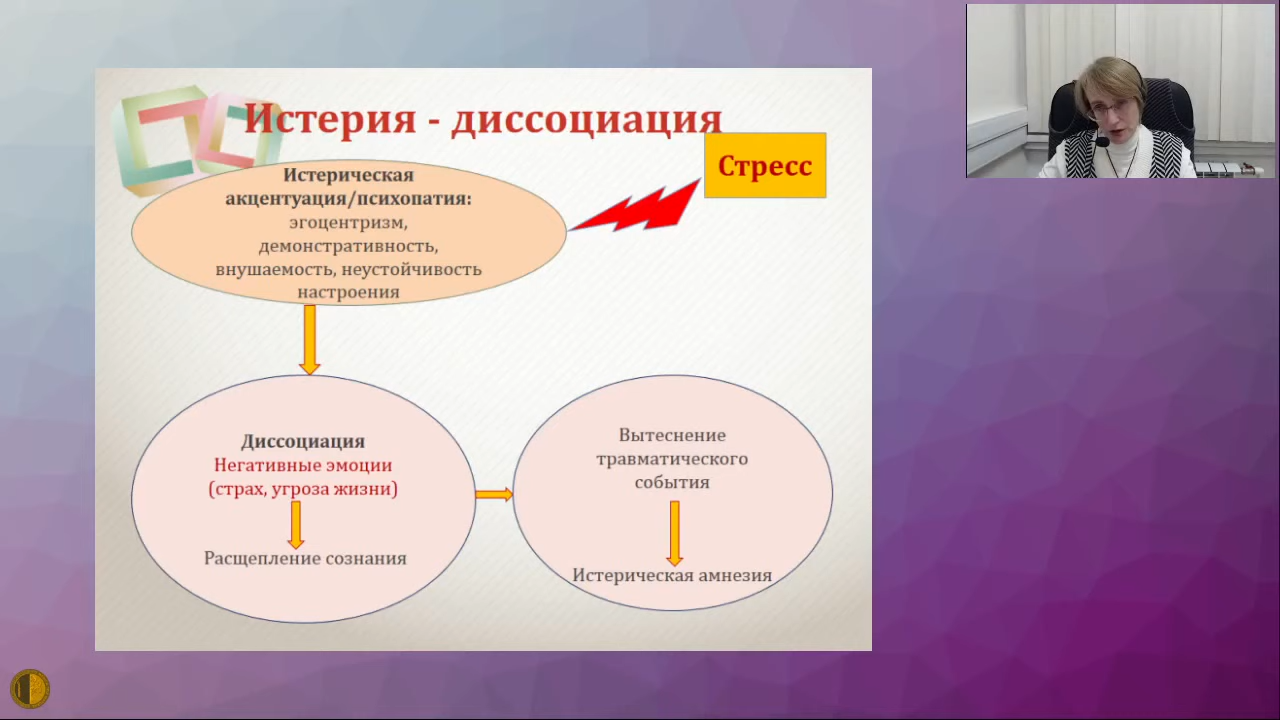 Истерия - диссоциация
Стресс
Истерическая
акцентуация/психопатия:
эгоцентризм,
демонстративность,
внушаемость, неустойчивость
настроения
Диссоциация
Негативные эмоции
(страх, угроза жизни)
Расщепление сознания
Вытеснение
травматического
события
Истерическая амнезия